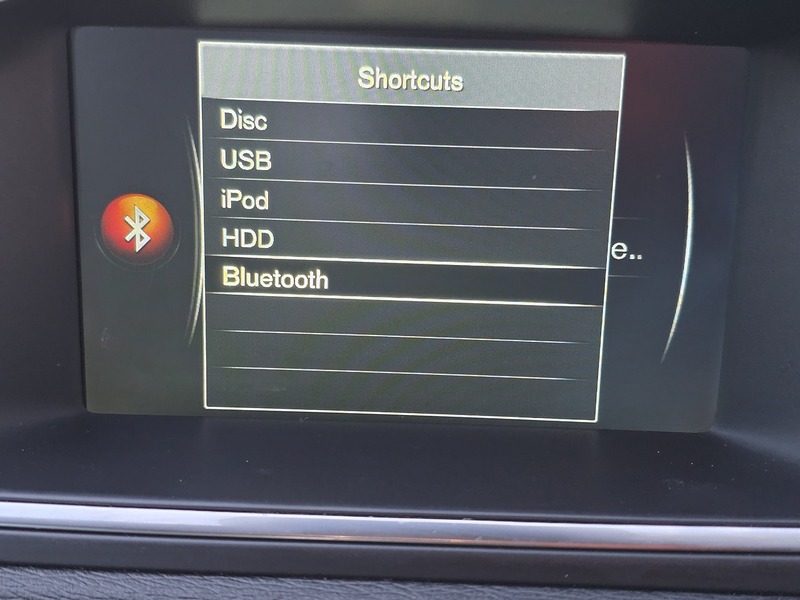 Shortcuts
Disc
USB
iPod
HDD
Bluetooth
e..